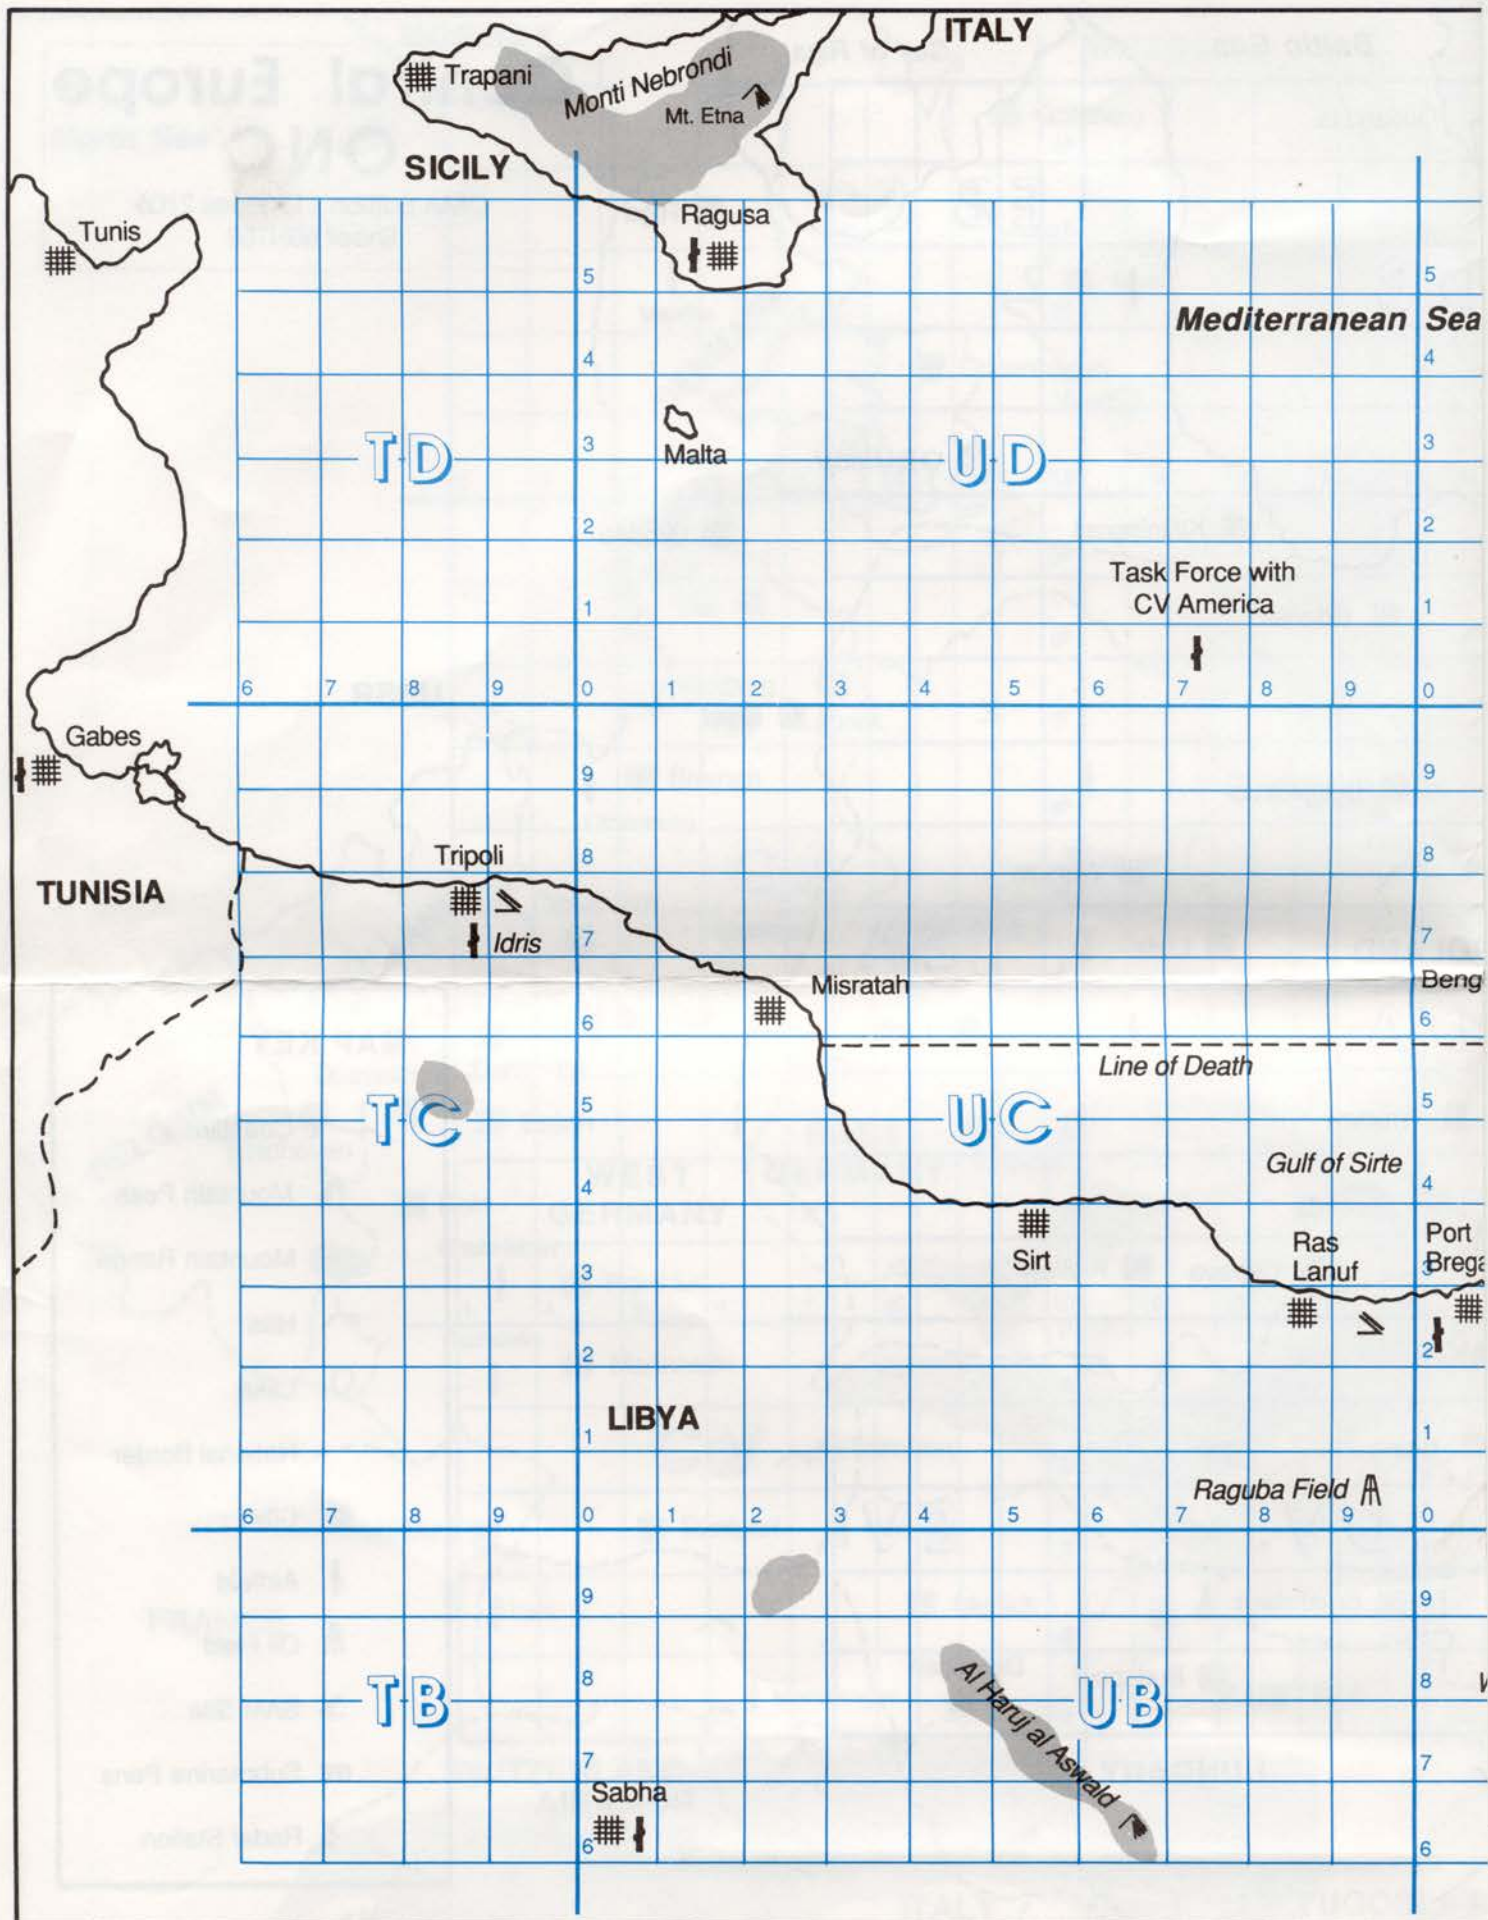 ITALY
Trapani
Monti Nebrondi
Mt. Etna
SICILY
Tunis
Ragusa
5 5
Mediterranean Sea
4 4
TD
3
Malta
UD
3
2 2
Task Force with
CV America
1 1
6 7 8 9 0 1 2 3 4 5 6 7 8 9 0
Gabes
9 9
Tripoli
8 8
TUNISIA
Idris
7 7
Misratah
Beng
6 6
Line of Death
TC
5
UC
5
Gulf of Sirte
4 4
Sirt
Ras
Lanuf
Port
Brega
3 3
2 2
LIBYA
1 1
Raguba Field
6 7 8 9 0 1 2 3 4 5 6 7 8 9 0
9 9
TB
8
Al Haruj al Aswald
UB
8
7 7
Sabha
6 6